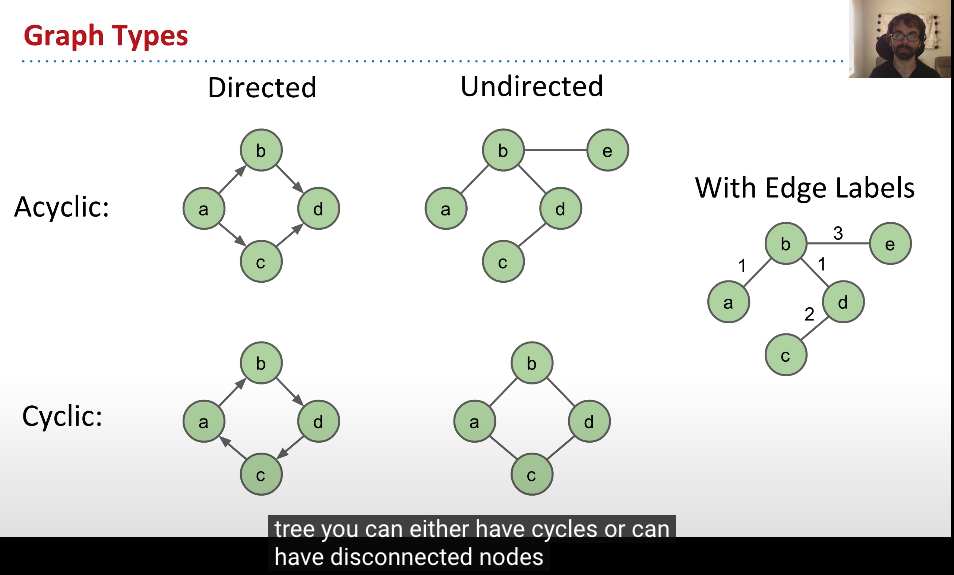 Graph Types
Directed
Undirected
With Edge Labels
Acyclic:
b
a
d
c
b
e
a
d
c
b
3
e
1
1
a
d
2
c
Cyclic:
b
a
d
c
b
a
d
c
tree you can either have cycles or can
have disconnected nodes